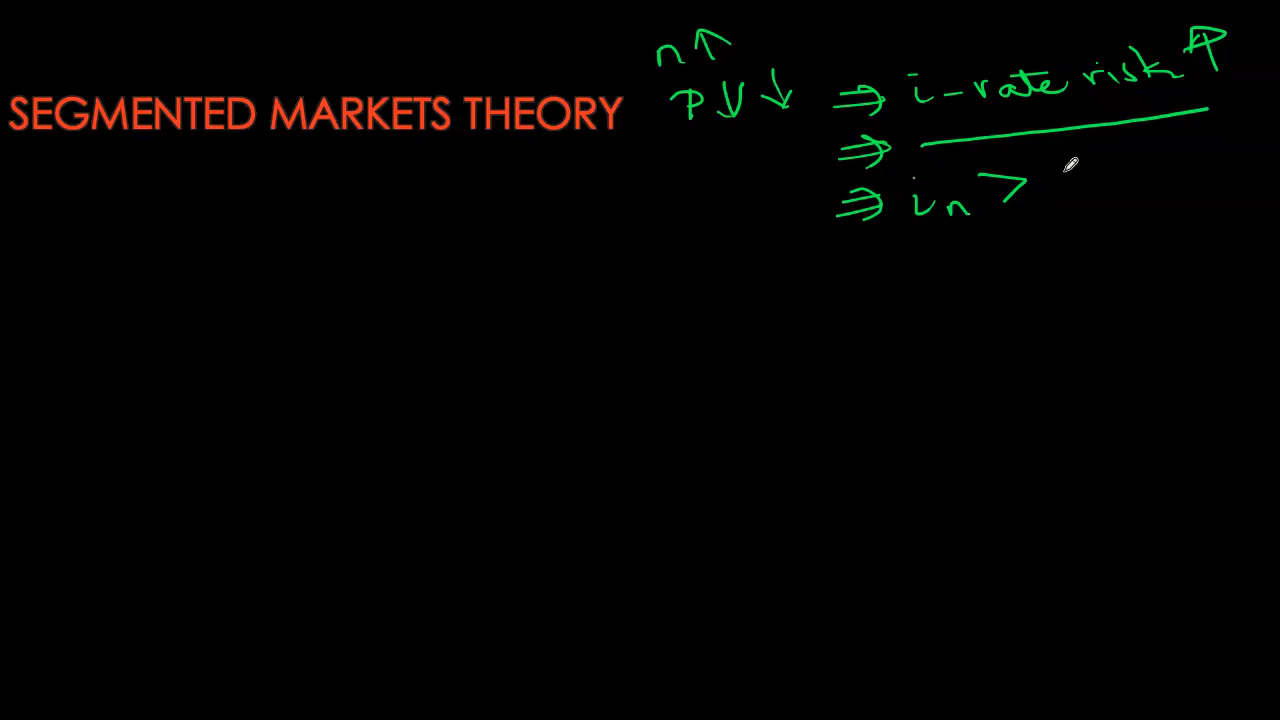 SEGMENTED MARKETS THEORY
n↑
P↓↓ ⇒ i-rate risk ↑
⇒
⇒ in >